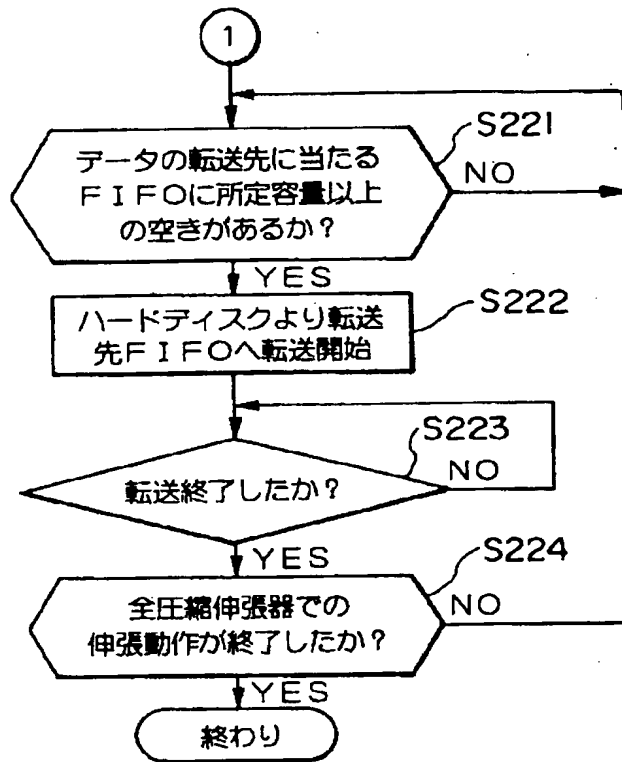 1
S221
データの転送先に当たる
FIFOに所定容量以上
の空きがあるか?
NO
YES
S222
ハードディスクより転送
先FIFOへ転送開始
S223
転送終了したか?
NO
YES
S224
全圧縮伸張器での
伸張動作が終了したか?
NO
YES
終わり